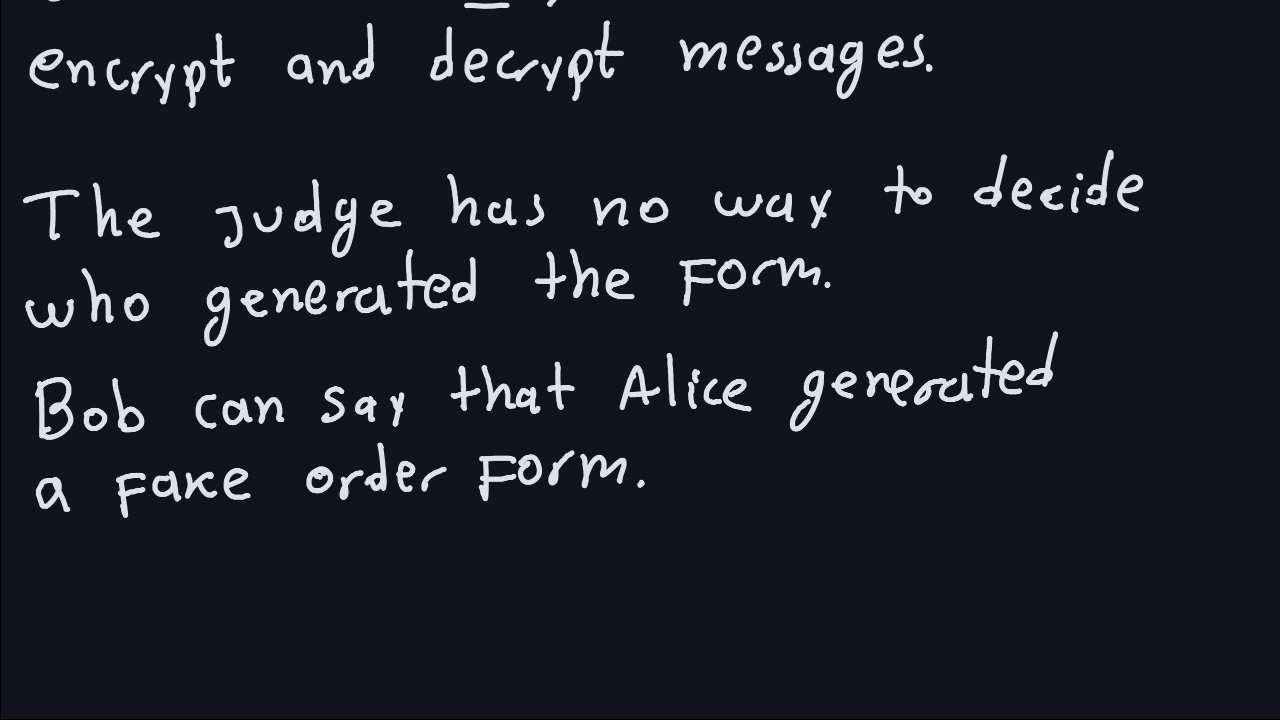 encrypt and decrypt messages.
The judge has no way to decide
who generated the Form.
Bob can say that Alice generated
a Fake order Form.